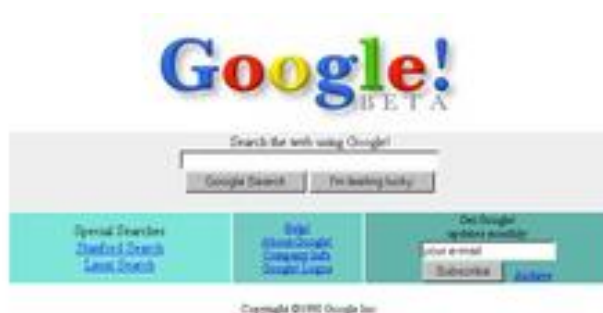 Google!
BETA
Search the web using Google!
Google Search
I'm feeling lucky
Special Searches
Stanford Search
Linux Search
Help!
About Google!
Company Info
Google! Logos
Get Google!
updates monthly
your e-mail
Subscribe
Archive
Copyright ©1998 Google Inc.